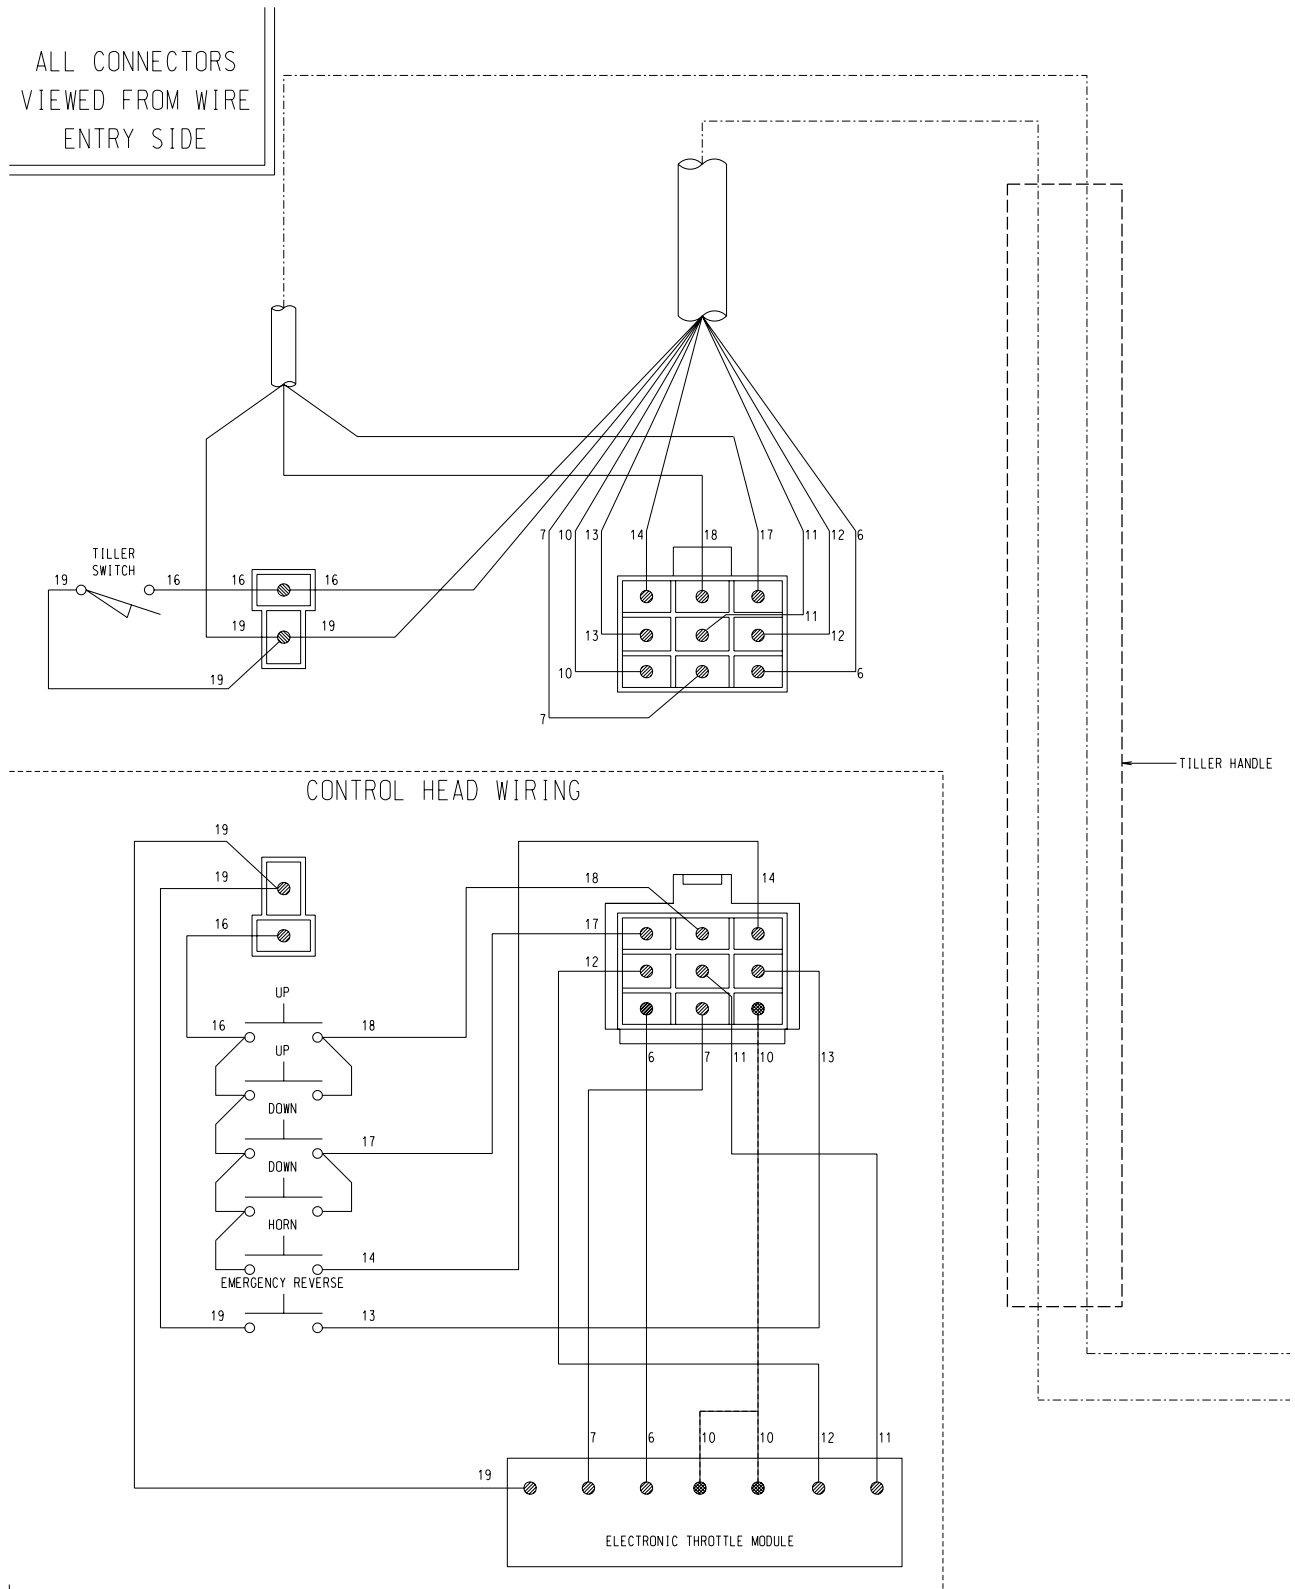 ALL CONNECTORS
VIEWED FROM WIRE
ENTRY SIDE
7 10 13 14 18 17 11 12 6
TILLER
SWITCH
19 16 16 16
11
19 19 13 12
19 10 6
7
TILLER HANDLE
CONTROL HEAD WIRING
19
19 18 14
16 17
12
UP
16 18
UP
6 7 11 10 13
DOWN
17
DOWN
HORN
14
EMERGENCY REVERSE
19 13
7 6 10 10 12 11
19
ELECTRONIC THROTTLE MODULE